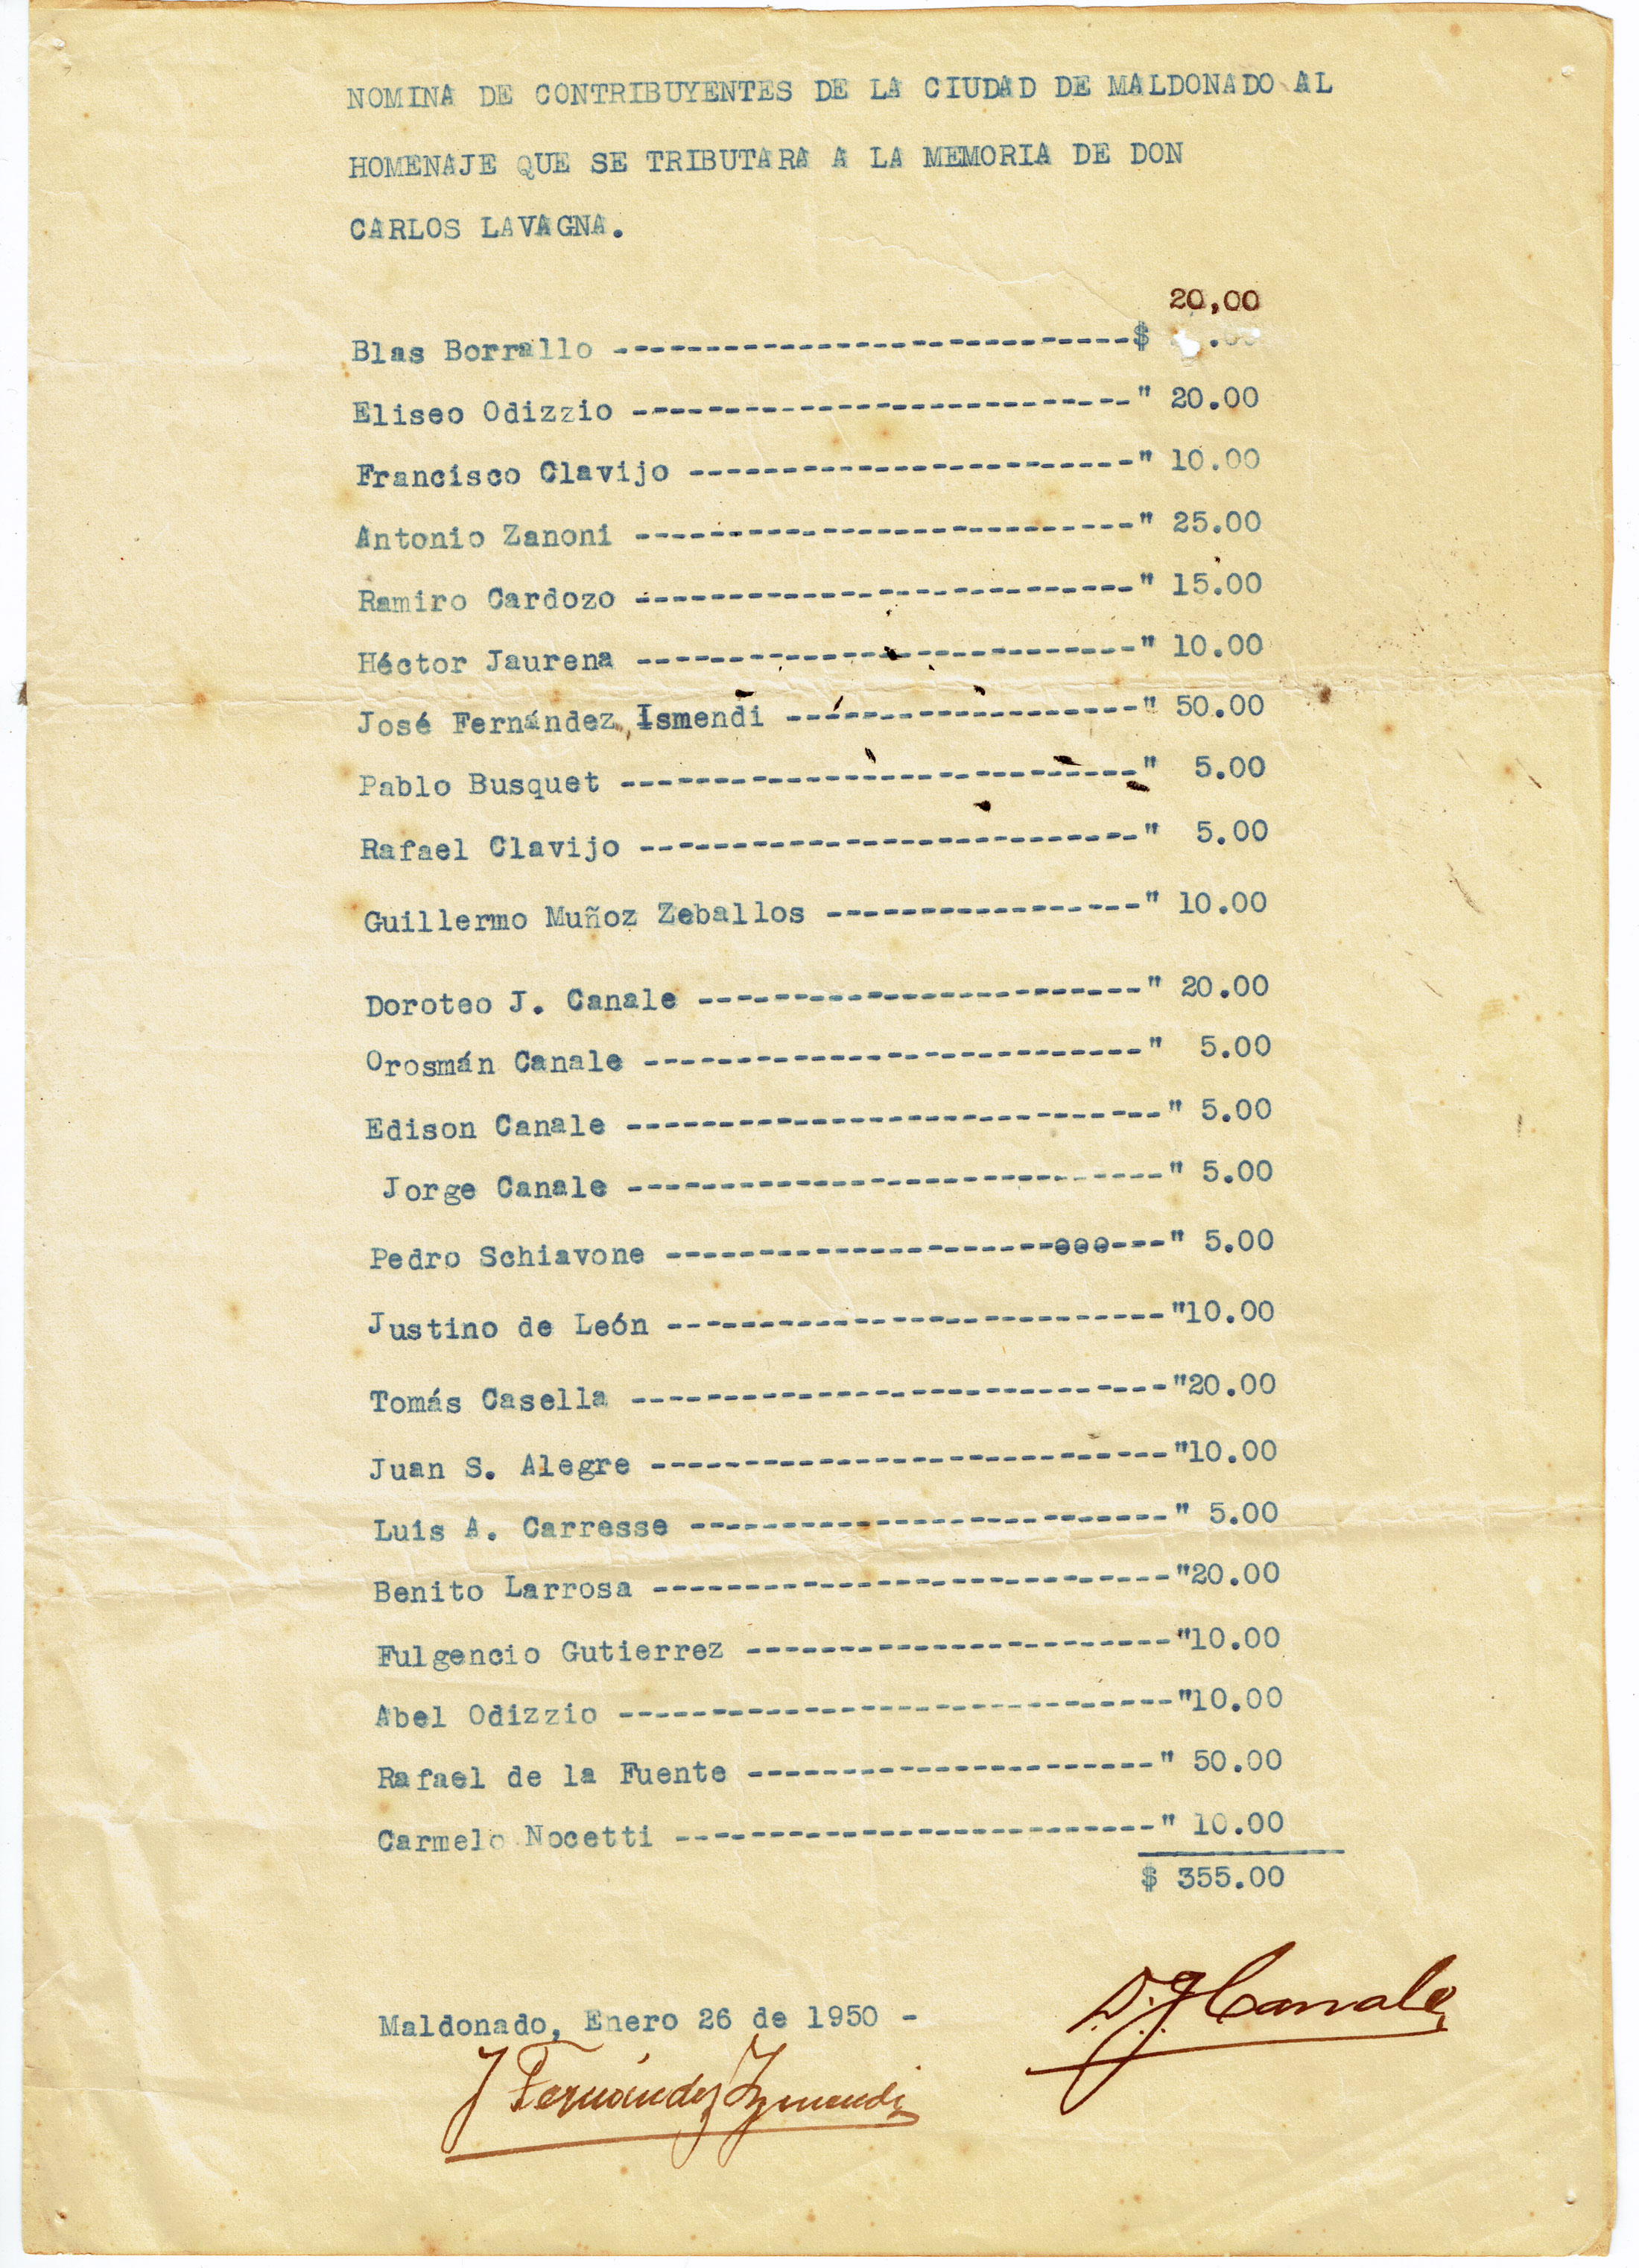 NOMINA DE CONTRIBUYENTES DE LA CIUDAD DE MALDONADO AL
HOMENAJE QUE SE TRIBUTARA A LA MEMORIA DE DON
CARLOS LAVAGNA.
20,00
Blas Borrallo ----------------------------$ .00
Eliseo Odizzio ---------------------------" 20.00
Francisco Clavijo ------------------------" 10.00
Antonio Zanoni ---------------------------" 25.00
Ramiro Cardozo ---------------------------" 15.00
Héctor Jaurena ---------------------------" 10.00
José Fernández Ismendi -------------------" 50.00
Pablo Busquet ----------------------------" 5.00
Rafael Clavijo ---------------------------" 5.00
Guillermo Muñoz Zeballos -----------------" 10.00
Doroteo J. Canale ------------------------" 20.00
Orosmán Canale ---------------------------" 5.00
Edison Canale -----------------------------" 5.00
Jorge Canale -----------------------------" 5.00
Pedro Schiavone ---------------------eee---" 5.00
Justino de León ---------------------------"10.00
Tomás Casella -----------------------------"20.00
Juan S. Alegre ----------------------------"10.00
Luis A. Carresse --------------------------" 5.00
Benito Larrosa ----------------------------"20.00
Fulgencio Gutierrez -----------------------"10.00
Abel Odizzio ------------------------------"10.00
Rafael de la Fuente ----------------------" 50.00
Carmelo Nocetti --------------------------" 10.00
$ 355.00
Maldonado, Enero 26 de 1950 -
D. J. Canale
J Fernández Izmendi